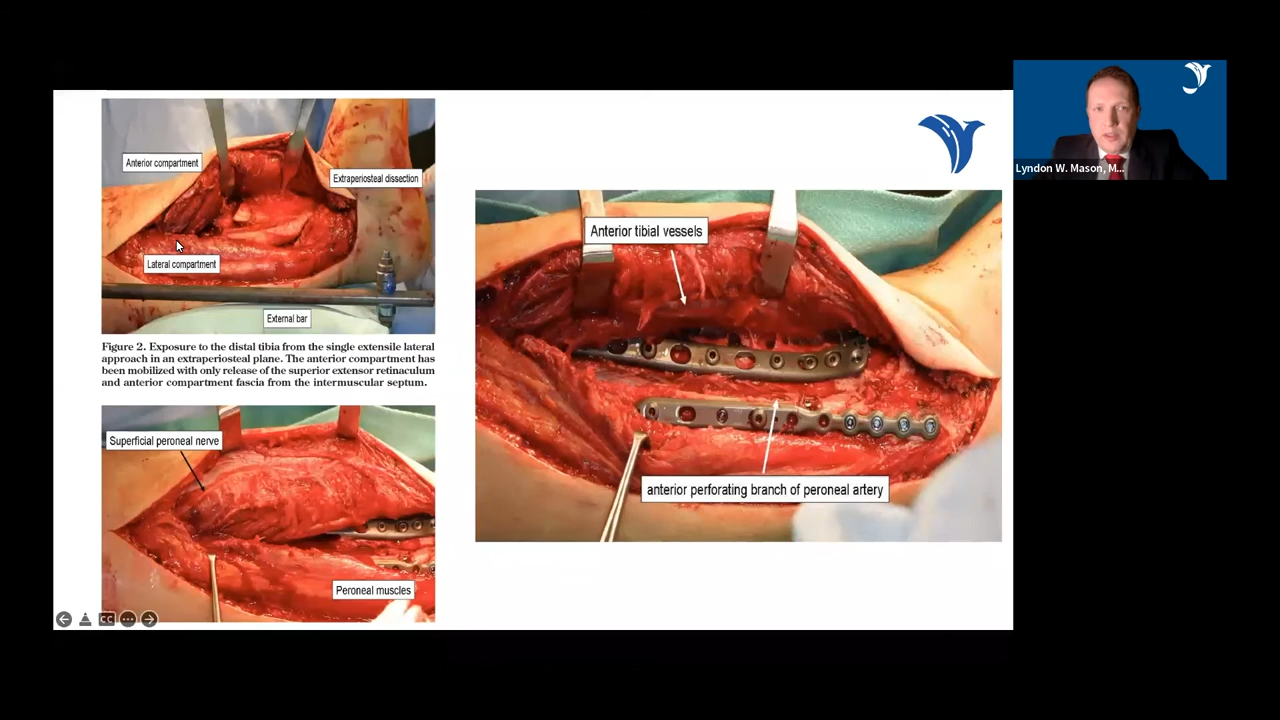 Anterior compartment
Extraperiosteal dissection
Lateral compartment
External bar
Figure 2. Exposure to the distal tibia from the single extensile lateral
approach in an extraperiosteal plane. The anterior compartment has
been mobilized with only release of the superior extensor retinaculum
and anterior compartment fascia from the intermuscular septum.
Superficial peroneal nerve
Peroneal muscles
CC
Anterior tibial vessels
anterior perforating branch of peroneal artery
Lyndon W. Mason, M...